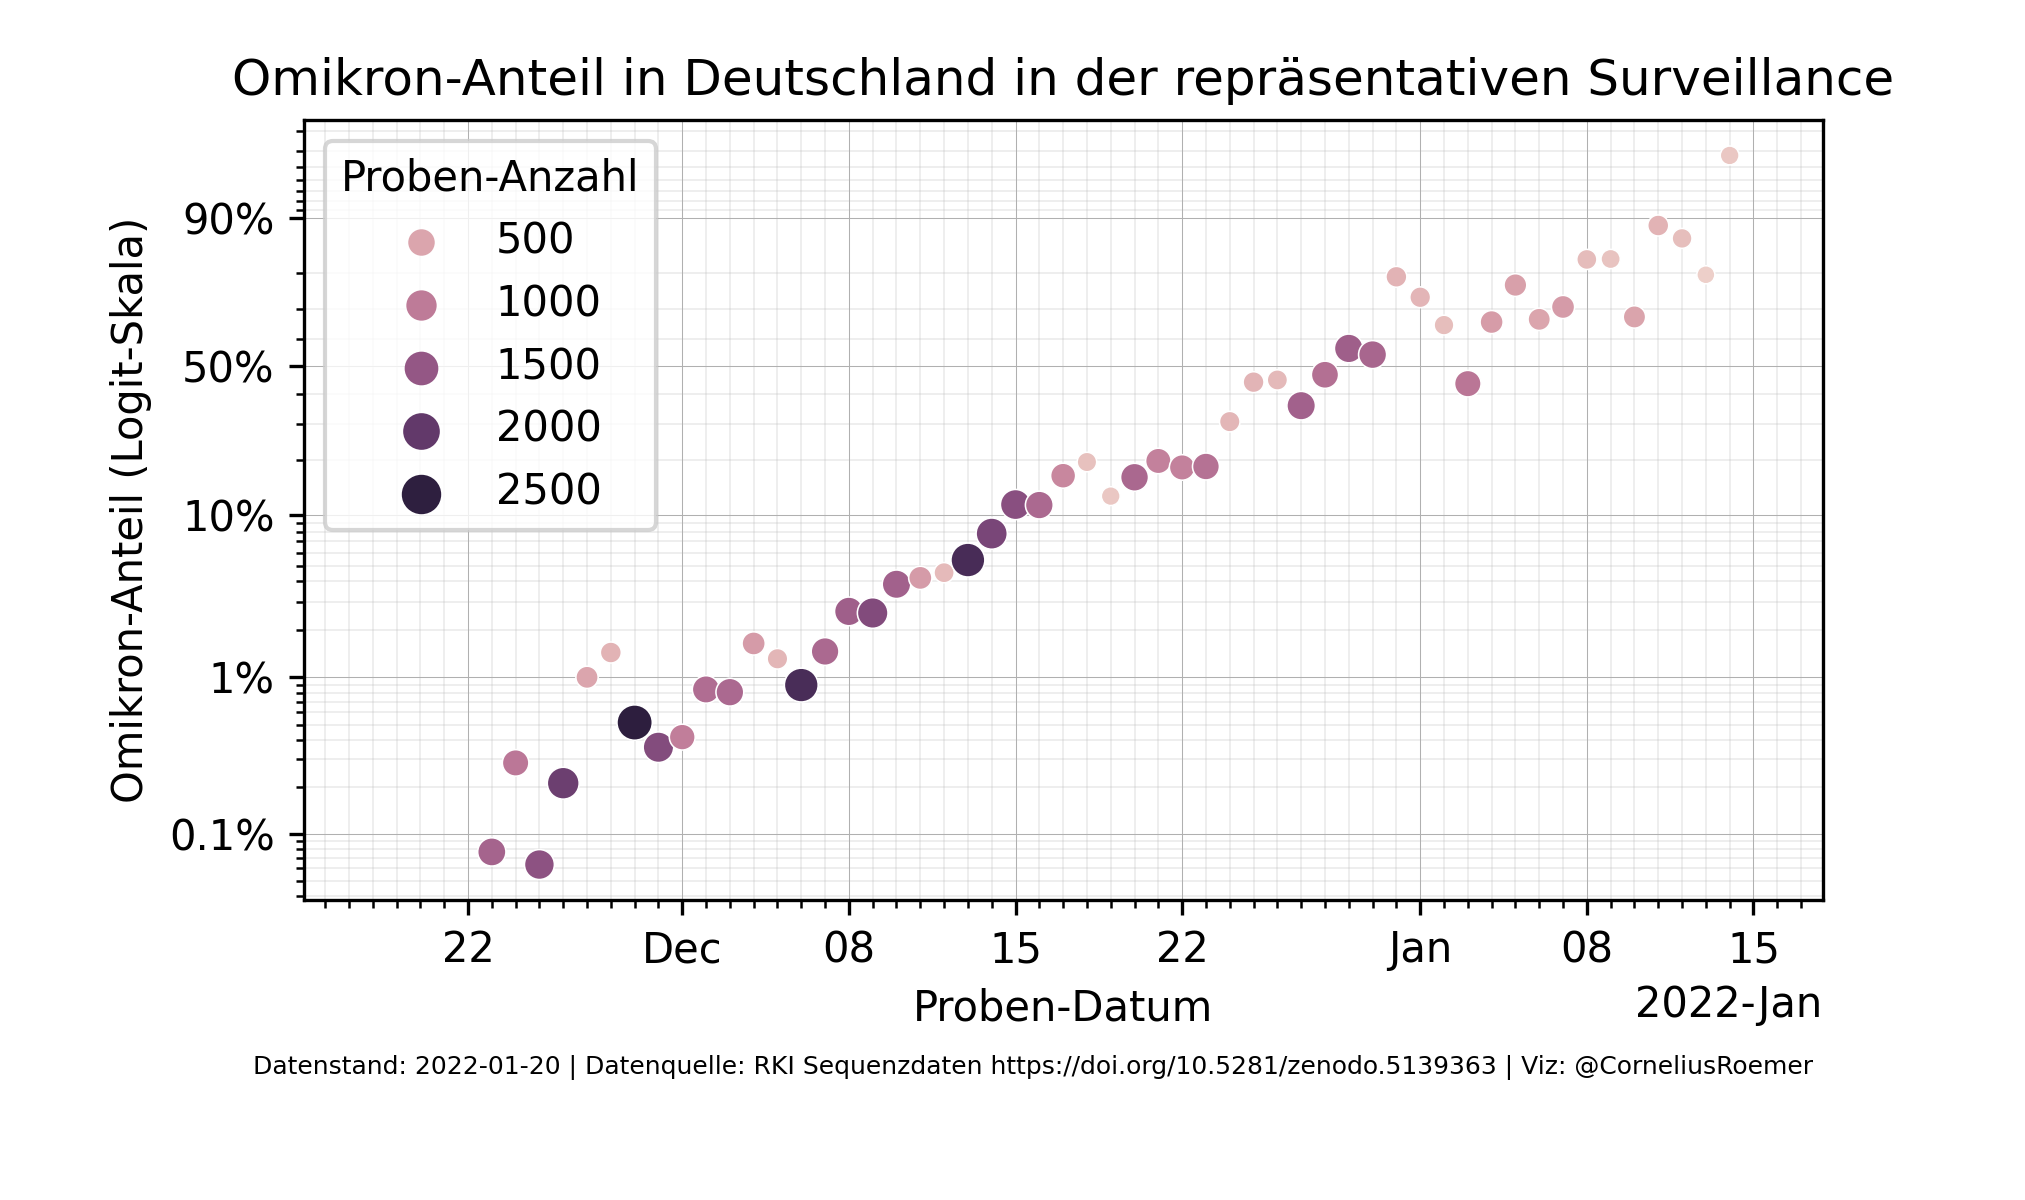 Omikron-Anteil in Deutschland in der repräsentativen Surveillance
Proben-Anzahl
500
1000
1500
2000
2500
Omikron-Anteil (Logit-Skala)
90%
50%
10%
1%
0.1%
22 Dec 08 15 22 Jan 08 15
Proben-Datum
2022-Jan
Datenstand: 2022-01-20 | Datenquelle: RKI Sequenzdaten https://doi.org/10.5281/zenodo.5139363 | Viz: @CorneliusRoemer